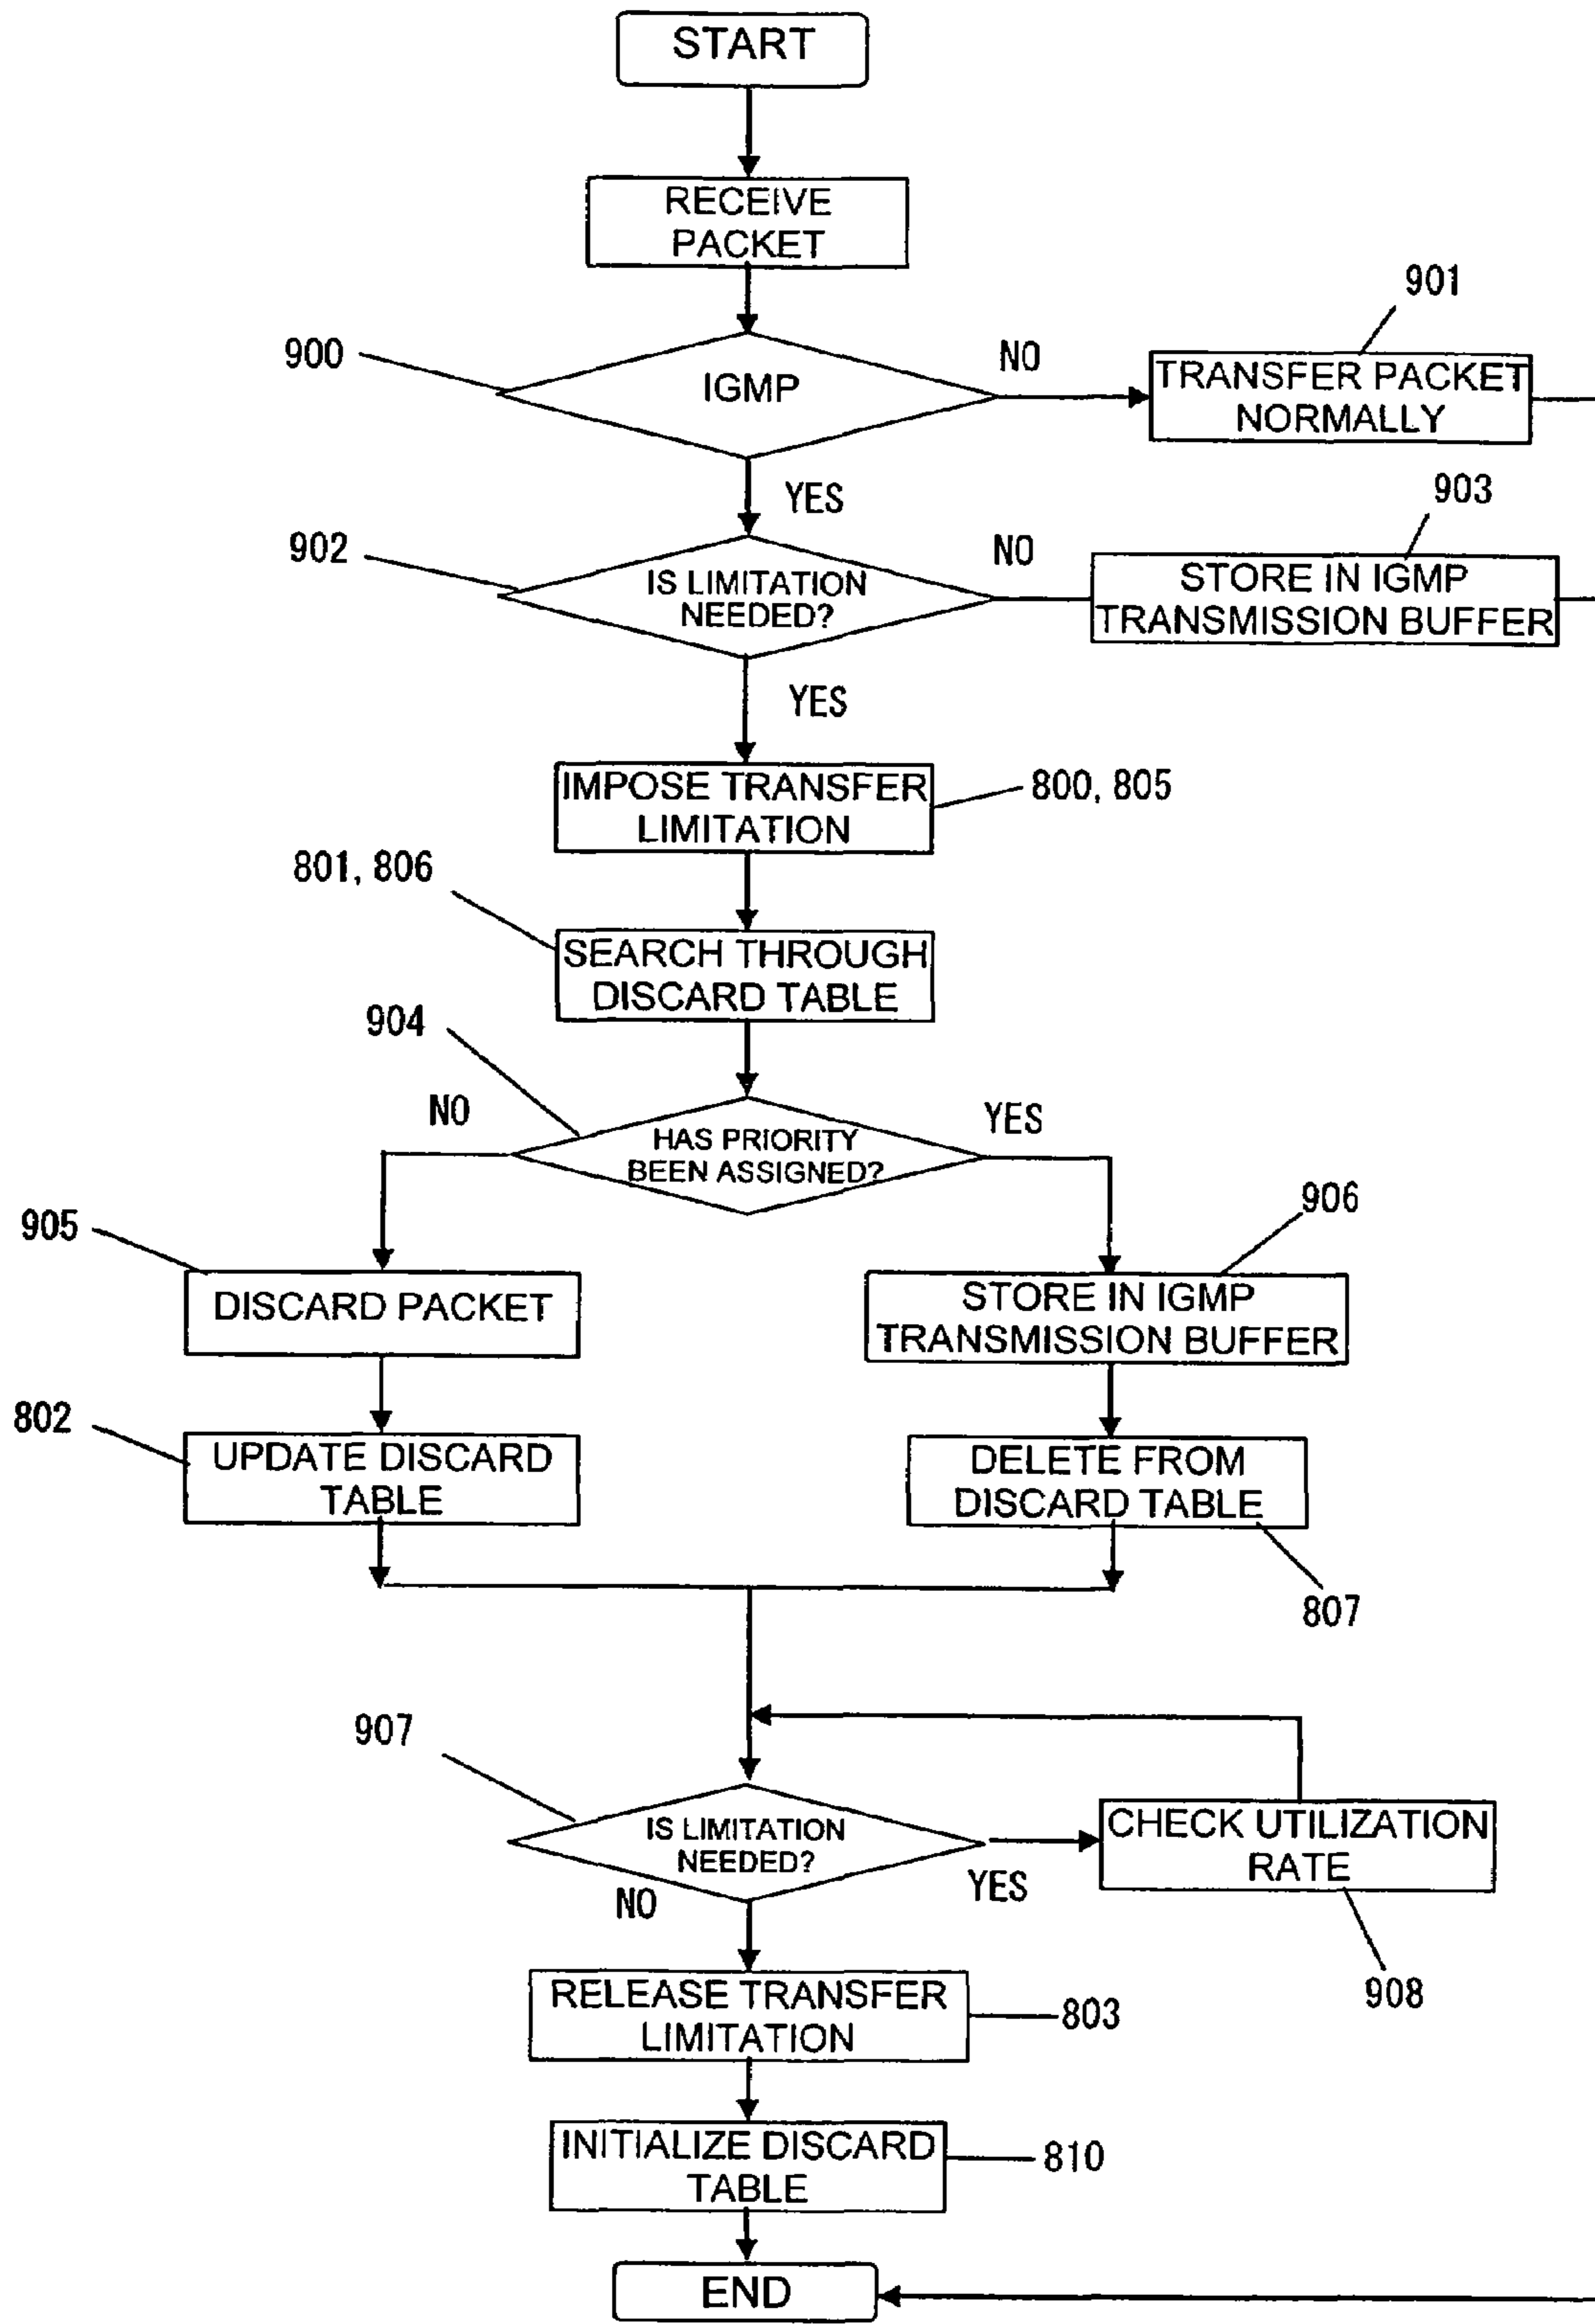 START
RECEIVE
PACKET
901
900
IGMP
NO
TRANSFER PACKET
NORMALLY
YES
903
902
IS LIMITATION
NEEDED?
NO
STORE IN IGMP
TRANSMISSION BUFFER
YES
IMPOSE TRANSFER
LIMITATION
800, 805
801, 806
SEARCH THROUGH
DISCARD TABLE
904
NO
HAS PRIORITY
BEEN ASSIGNED?
YES
906
905
DISCARD PACKET
STORE IN IGMP
TRANSMISSION BUFFER
802
UPDATE DISCARD
TABLE
DELETE FROM
DISCARD TABLE
807
907
IS LIMITATION
NEEDED?
YES
CHECK UTILIZATION
RATE
NO
908
RELEASE TRANSFER
LIMITATION
803
INITIALIZE DISCARD
TABLE
810
END